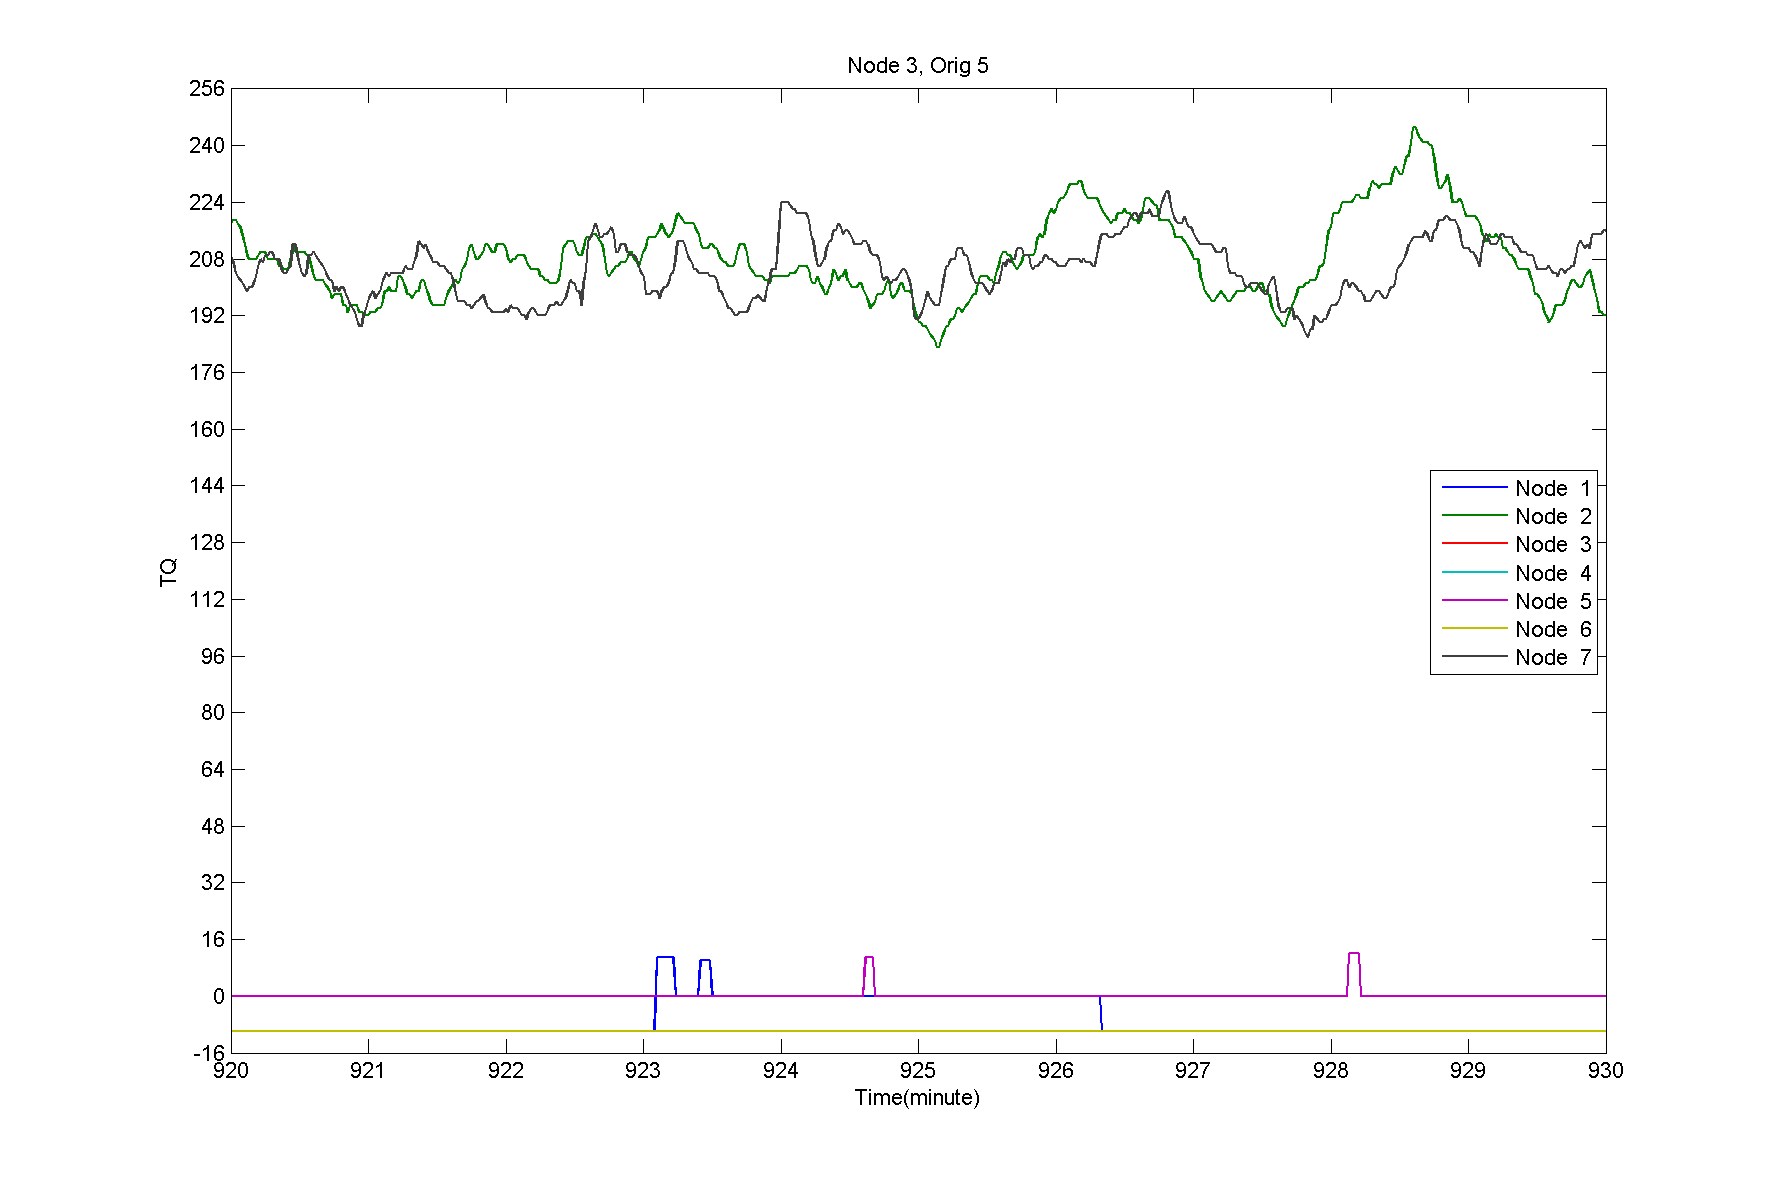 Node 3, Orig 5
256
240
224
208
192
176
160
144
128
112
96
80
64
48
32
16
0
-16
TQ
Node 1
Node 2
Node 3
Node 4
Node 5
Node 6
Node 7
920 921 922 923 924 925 926 927 928 929 930
Time(minute)